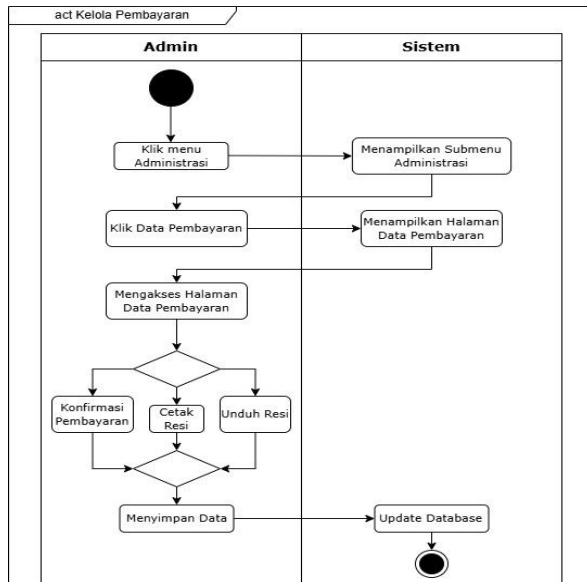 act Kelola Pembayaran
Admin
Sistem
Klik menu
Administrasi
Menampilkan Submenu
Administrasi
Klik Data Pembayaran
Menampilkan Halaman
Data Pembayaran
Mengakses Halaman
Data Pembayaran
Konfirmasi
Pembayaran
Cetak
Resi
Unduh Resi
Menyimpan Data
Update Database